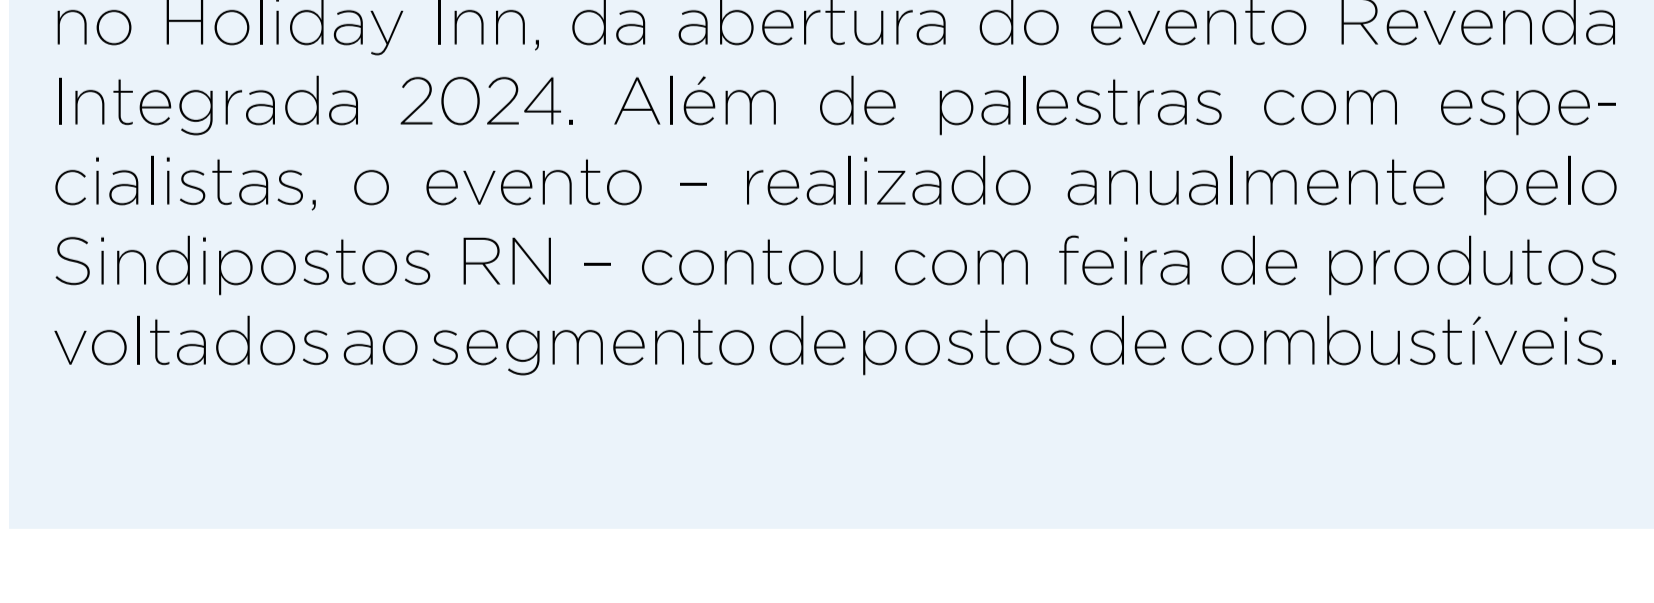 no Holiday Inn, da abertura do evento Revenda
Integrada 2024. Além de palestras com espe-
cialistas, o evento – realizado anualmente pelo
Sindipostos RN – contou com feira de produtos
voltados ao segmento de postos de combustíveis.